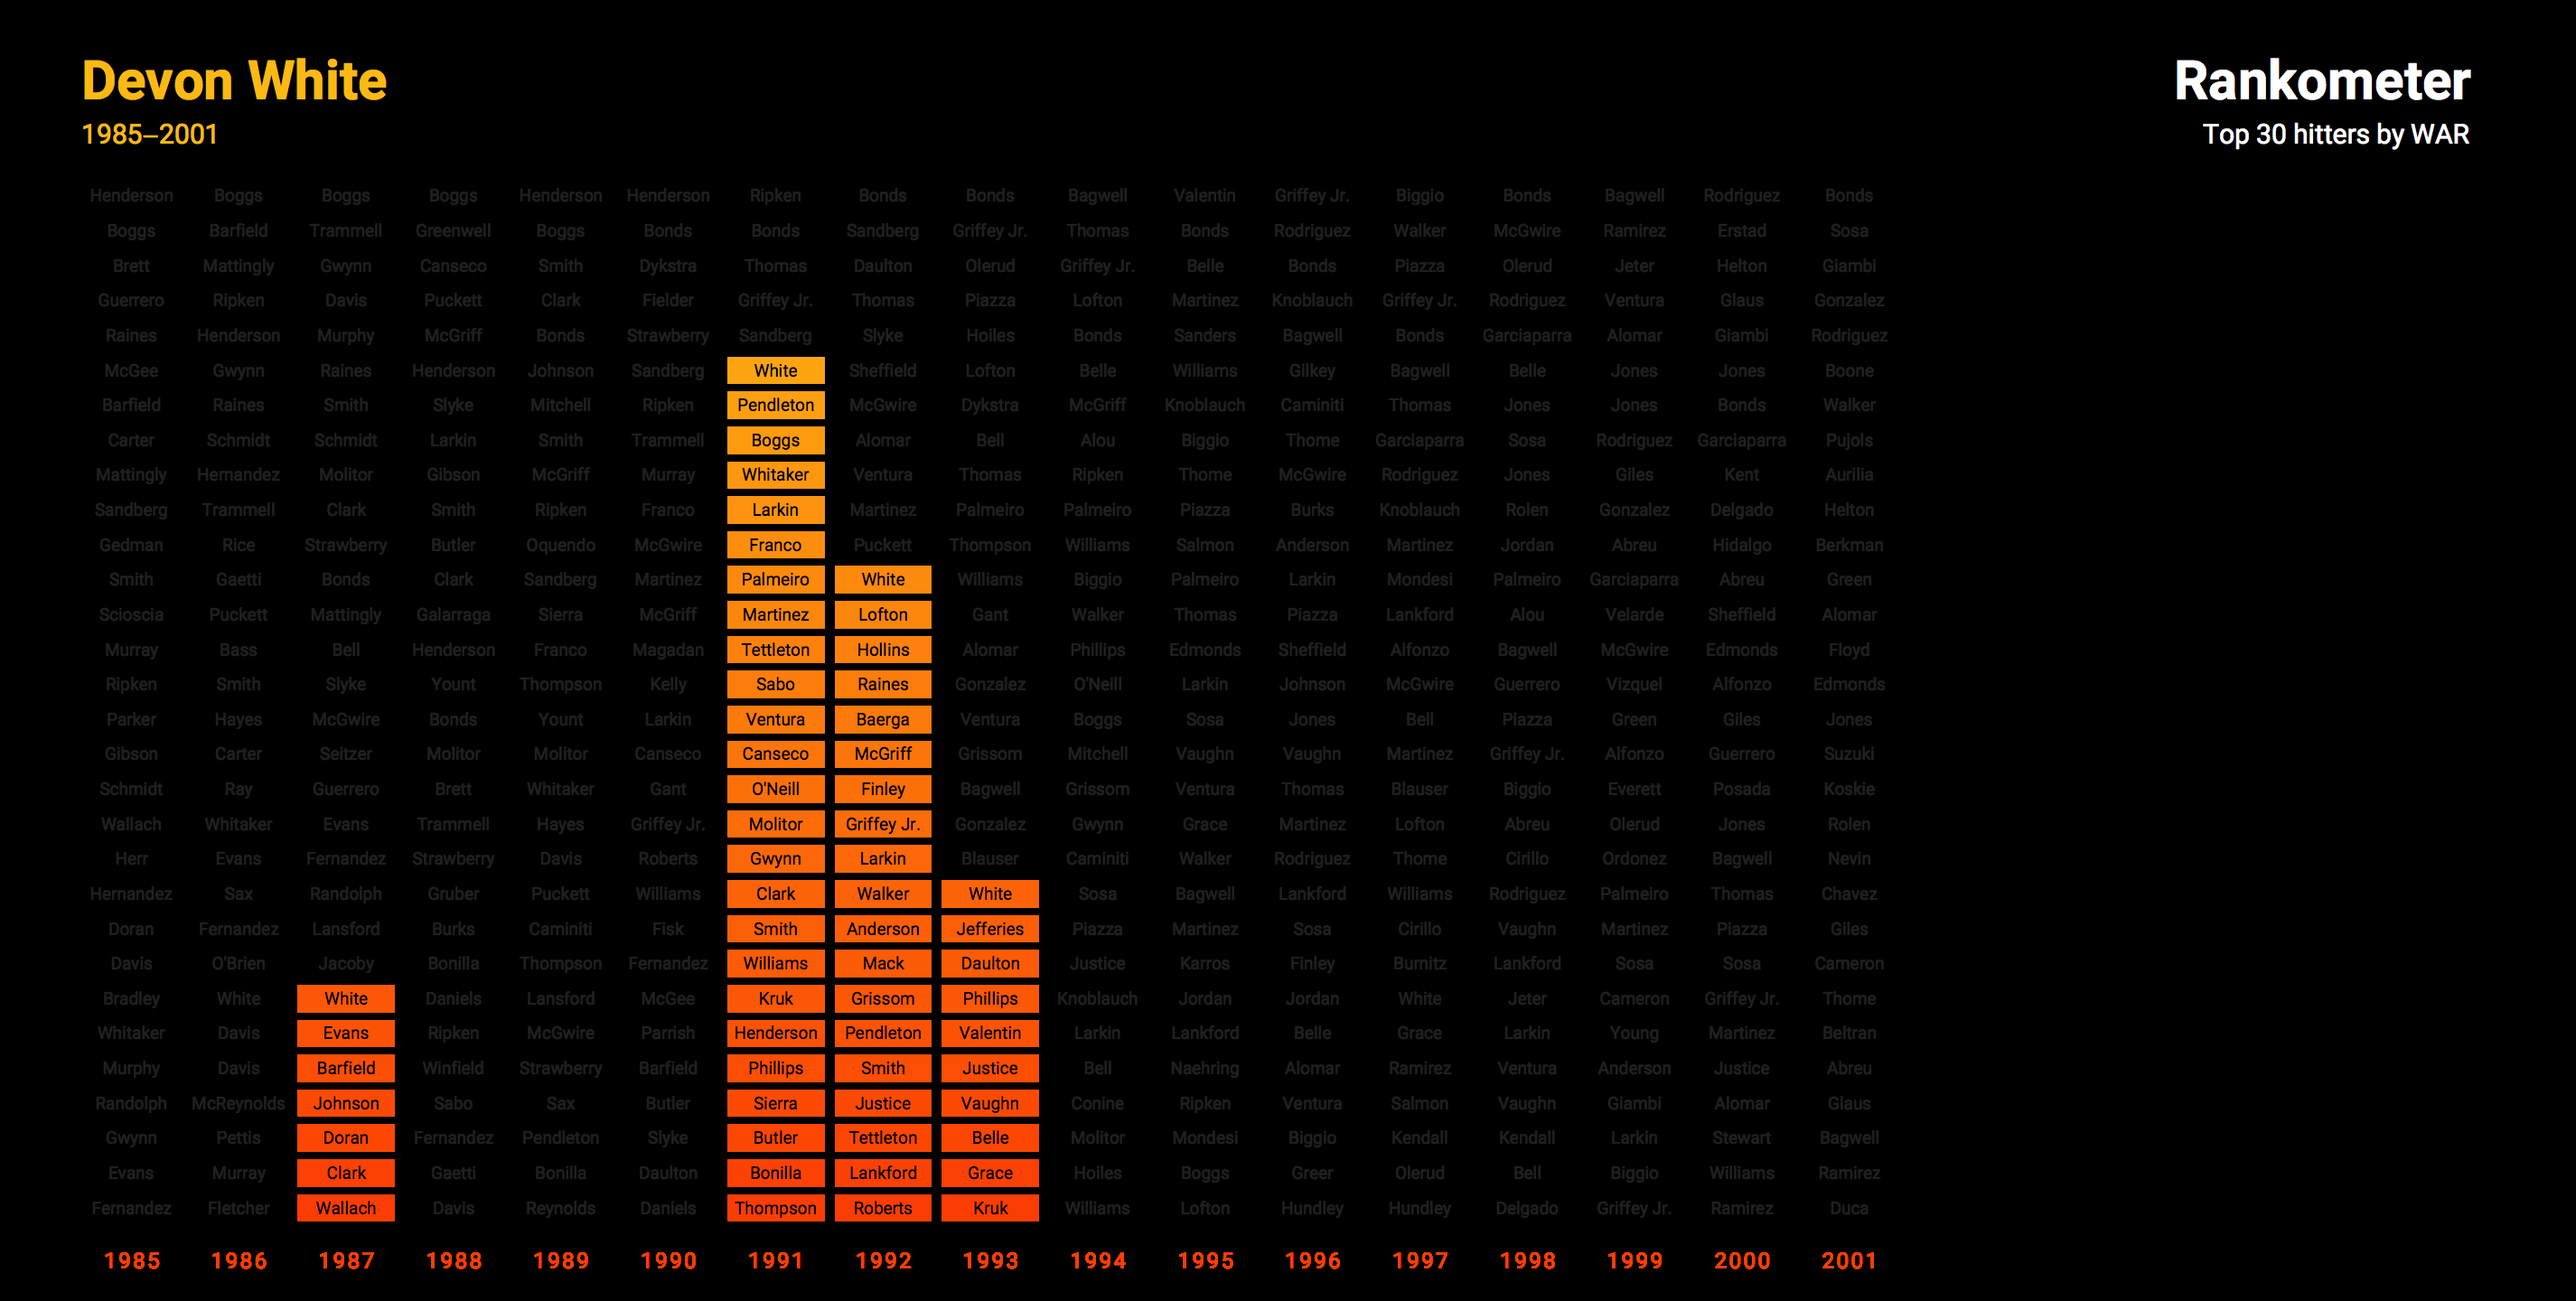 Devon White
Rankometer
1985–2001
Top 30 hitters by WAR
Henderson Boggs Boggs Boggs Henderson Henderson Ripken Bonds Bonds Bagwell Valentin Griffey Jr. Biggio Bonds Bagwell Rodriguez Bonds
Boggs Barfield Trammell Greenwell Boggs Bonds Bonds Sandberg Griffey Jr. Thomas Bonds Rodriguez Walker McGwire Ramirez Erstad Sosa
Brett Mattingly Gwynn Canseco Smith Dykstra Thomas Daulton Olerud Griffey Jr. Belle Bonds Piazza Olerud Jeter Helton Giambi
Guerrero Ripken Davis Puckett Clark Fielder Griffey Jr. Thomas Piazza Lofton Martinez Knoblauch Griffey Jr. Rodriguez Ventura Glaus Gonzalez
Raines Henderson Murphy McGriff Bonds Strawberry Sandberg Slyke Hoiles Bonds Sanders Bagwell Bonds Garciaparra Alomar Giambi Rodriguez
McGee Gwynn Raines Henderson Johnson Sandberg White Sheffield Lofton Belle Williams Gilkey Bagwell Belle Jones Jones Boone
Barfield Raines Smith Slyke Mitchell Ripken Pendleton McGwire Dykstra McGriff Knoblauch Caminiti Thomas Jones Jones Bonds Walker
Carter Schmidt Schmidt Larkin Smith Trammell Boggs Alomar Bell Alou Biggio Thome Garciaparra Sosa Rodriguez Garciaparra Pujols
Mattingly Hernandez Molitor Gibson McGriff Murray Whitaker Ventura Thomas Ripken Thome McGwire Rodriguez Jones Giles Kent Aurilia
Sandberg Trammell Clark Smith Ripken Franco Larkin Martinez Palmeiro Palmeiro Piazza Burks Knoblauch Rolen Gonzalez Delgado Helton
Gedman Rice Strawberry Butler Oquendo McGwire Franco Puckett Thompson Williams Salmon Anderson Martinez Jordan Abreu Hidalgo Berkman
Smith Gaetti Bonds Clark Sandberg Martinez Palmeiro White Williams Biggio Palmeiro Larkin Mondesi Palmeiro Garciaparra Abreu Green
Scioscia Puckett Mattingly Galarraga Sierra McGriff Martinez Lofton Gant Walker Thomas Piazza Lankford Alou Velarde Sheffield Alomar
Murray Bass Bell Henderson Franco Magadan Tettleton Hollins Alomar Phillips Edmonds Sheffield Alfonzo Bagwell McGwire Edmonds Floyd
Ripken Smith Slyke Yount Thompson Kelly Sabo Raines Gonzalez O'Neill Larkin Johnson McGwire Guerrero Vizquel Alfonzo Edmonds
Parker Hayes McGwire Bonds Yount Larkin Ventura Baerga Ventura Boggs Sosa Jones Bell Piazza Green Giles Jones
Gibson Carter Seitzer Molitor Molitor Canseco Canseco McGriff Grissom Mitchell Vaughn Vaughn Martinez Griffey Jr. Alfonzo Guerrero Suzuki
Schmidt Ray Guerrero Brett Whitaker Gant O'Neill Finley Bagwell Grissom Ventura Thomas Blauser Biggio Everett Posada Koskie
Wallach Whitaker Evans Trammell Hayes Griffey Jr. Molitor Griffey Jr. Gonzalez Gwynn Grace Martinez Lofton Abreu Olerud Jones Rolen
Herr Evans Fernandez Strawberry Davis Roberts Gwynn Larkin Blauser Caminiti Walker Rodriguez Thome Cirillo Ordonez Bagwell Nevin
Hernandez Sax Randolph Gruber Puckett Williams Clark Walker White Sosa Bagwell Lankford Williams Rodriguez Palmeiro Thomas Chavez
Doran Fernandez Lansford Burks Caminiti Fisk Smith Anderson Jefferies Piazza Martinez Sosa Cirillo Vaughn Martinez Piazza Giles
Davis O'Brien Jacoby Bonilla Thompson Fernandez Williams Mack Daulton Justice Karros Finley Burnitz Lankford Sosa Sosa Cameron
Bradley White White Daniels Lansford McGee Kruk Grissom Phillips Knoblauch Jordan Jordan White Jeter Cameron Griffey Jr. Thome
Whitaker Davis Evans Ripken McGwire Parrish Henderson Pendleton Valentin Larkin Lankford Belle Grace Larkin Young Martinez Beltran
Murphy Davis Barfield Winfield Strawberry Barfield Phillips Smith Justice Bell Naehring Alomar Ramirez Ventura Anderson Justice Abreu
Randolph McReynolds Johnson Sabo Sax Butler Sierra Justice Vaughn Conine Ripken Ventura Salmon Vaughn Giambi Alomar Glaus
Gwynn Pettis Doran Fernandez Pendleton Slyke Butler Tettleton Belle Molitor Mondesi Biggio Kendall Kendall Larkin Stewart Bagwell
Evans Murray Clark Gaetti Bonilla Daulton Bonilla Lankford Grace Hoiles Boggs Greer Olerud Bell Biggio Williams Ramirez
Fernandez Fletcher Wallach Davis Reynolds Daniels Thompson Roberts Kruk Williams Lofton Hundley Hundley Delgado Griffey Jr. Ramirez Duca
1985 1986 1987 1988 1989 1990 1991 1992 1993 1994 1995 1996 1997 1998 1999 2000 2001